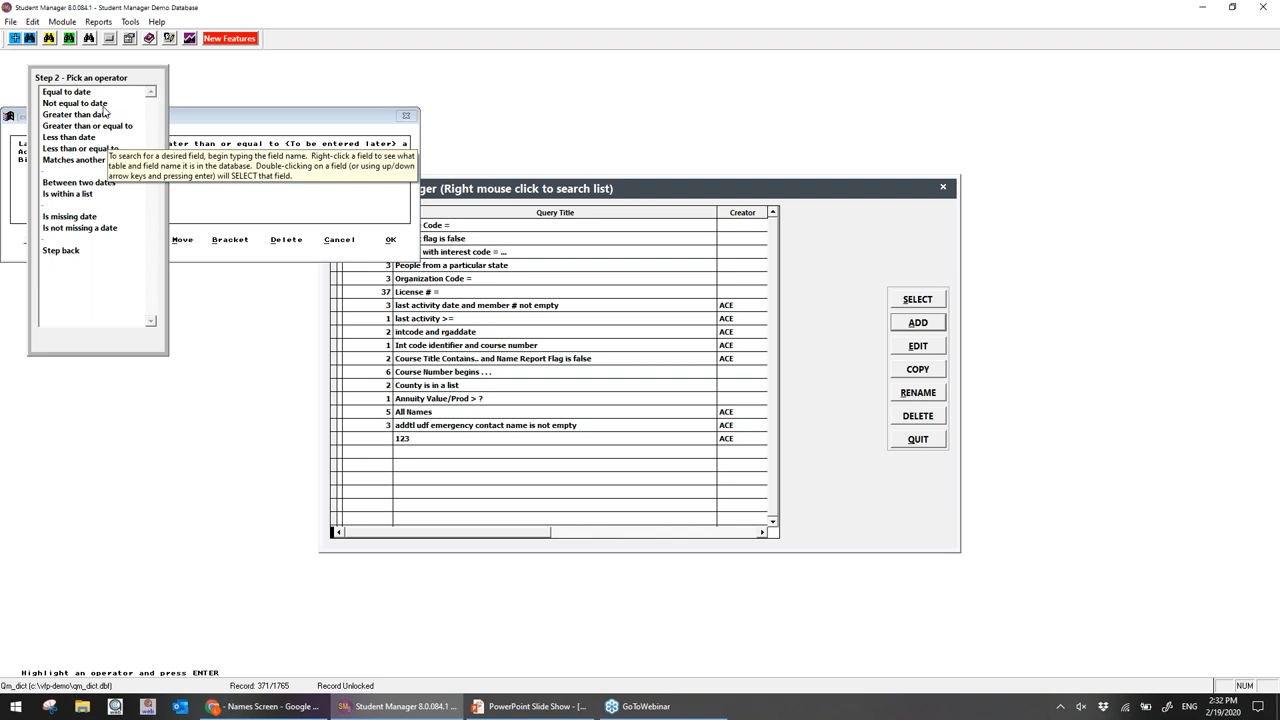 Student Manager 8.0.084.1 - Student Manager Demo Database
File Edit Module Reports Tools Help
New Features
Step 2 - Pick an operator
Equal to date
Not equal to date
Greater than date
Greater than or equal to
Less than date
Less than or equal to
Matches another
-
Between two dates
Is within a list
-
Is missing date
Is not missing a date
-
Step back
ter than or equal to <To be entered later> a
To search for a desired field, begin typing the field name. Right-click a field to see what
table and field name it is in the database. Double-clicking on a field (or using up/down
arrow keys and pressing enter) will SELECT that field.
Move Bracket Delete Cancel OK
ger (Right mouse click to search list)
Query Title Creator
Code =
flag is false
with interest code = ...
3 People from a particular state
3 Organization Code =
37 License # =
3 last activity date and member # not empty ACE
1 last activity >= ACE
2 intcode and rgaddate ACE
1 Int code identifier and course number ACE
2 Course Title Contains.. and Name Report Flag is false ACE
6 Course Number begins . . .
2 County is in a list
1 Annuity Value/Prod > ?
5 All Names ACE
3 addtl udf emergency contact name is not empty ACE
123 ACE
SELECT
ADD
EDIT
COPY
RENAME
DELETE
QUIT
Highlight an operator and press ENTER
Qm_dict (c:\vfp-demo\qm_dict.dbf) Record: 371/1765 Record Unlocked NUM
- Names Screen - Google ... Student Manager 8.0.084.1 ... PowerPoint Slide Show - [... GoToWebinar
2:32 PM
2/19/2020